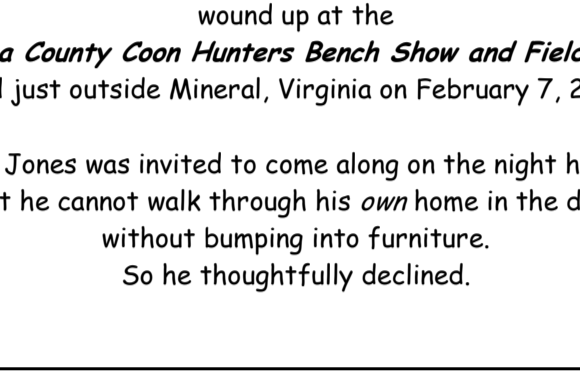 wound up at the
a County Coon Hunters Bench Show and Field
just outside Mineral, Virginia on February 7, 2
Jones was invited to come along on the night h
t he cannot walk through his own home in the d
without bumping into furniture.
So he thoughtfully declined.